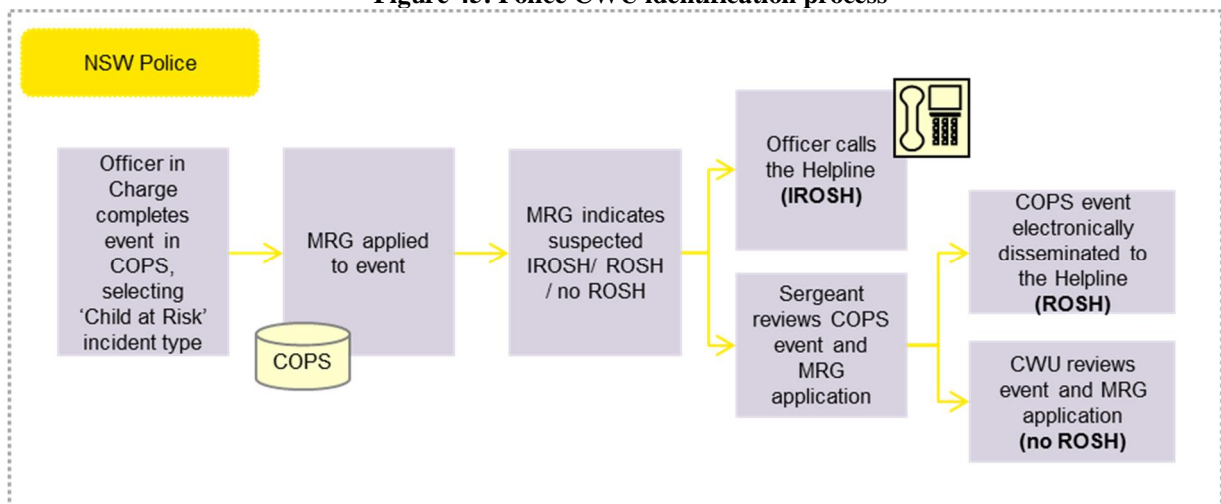 Figure 45: Police CWU identification process
NSW Police
Officer in
Charge
completes
event in
COPS,
selecting
‘Child at Risk’
incident type
MRG applied
to event
COPS
MRG indicates
suspected
IROSH/ ROSH
/ no ROSH
Officer calls
the Helpline
(IROSH)
Sergeant
reviews COPS
event and
MRG
application
COPS event
electronically
disseminated to
the Helpline
(ROSH)
CWU reviews
event and MRG
application
(no ROSH)